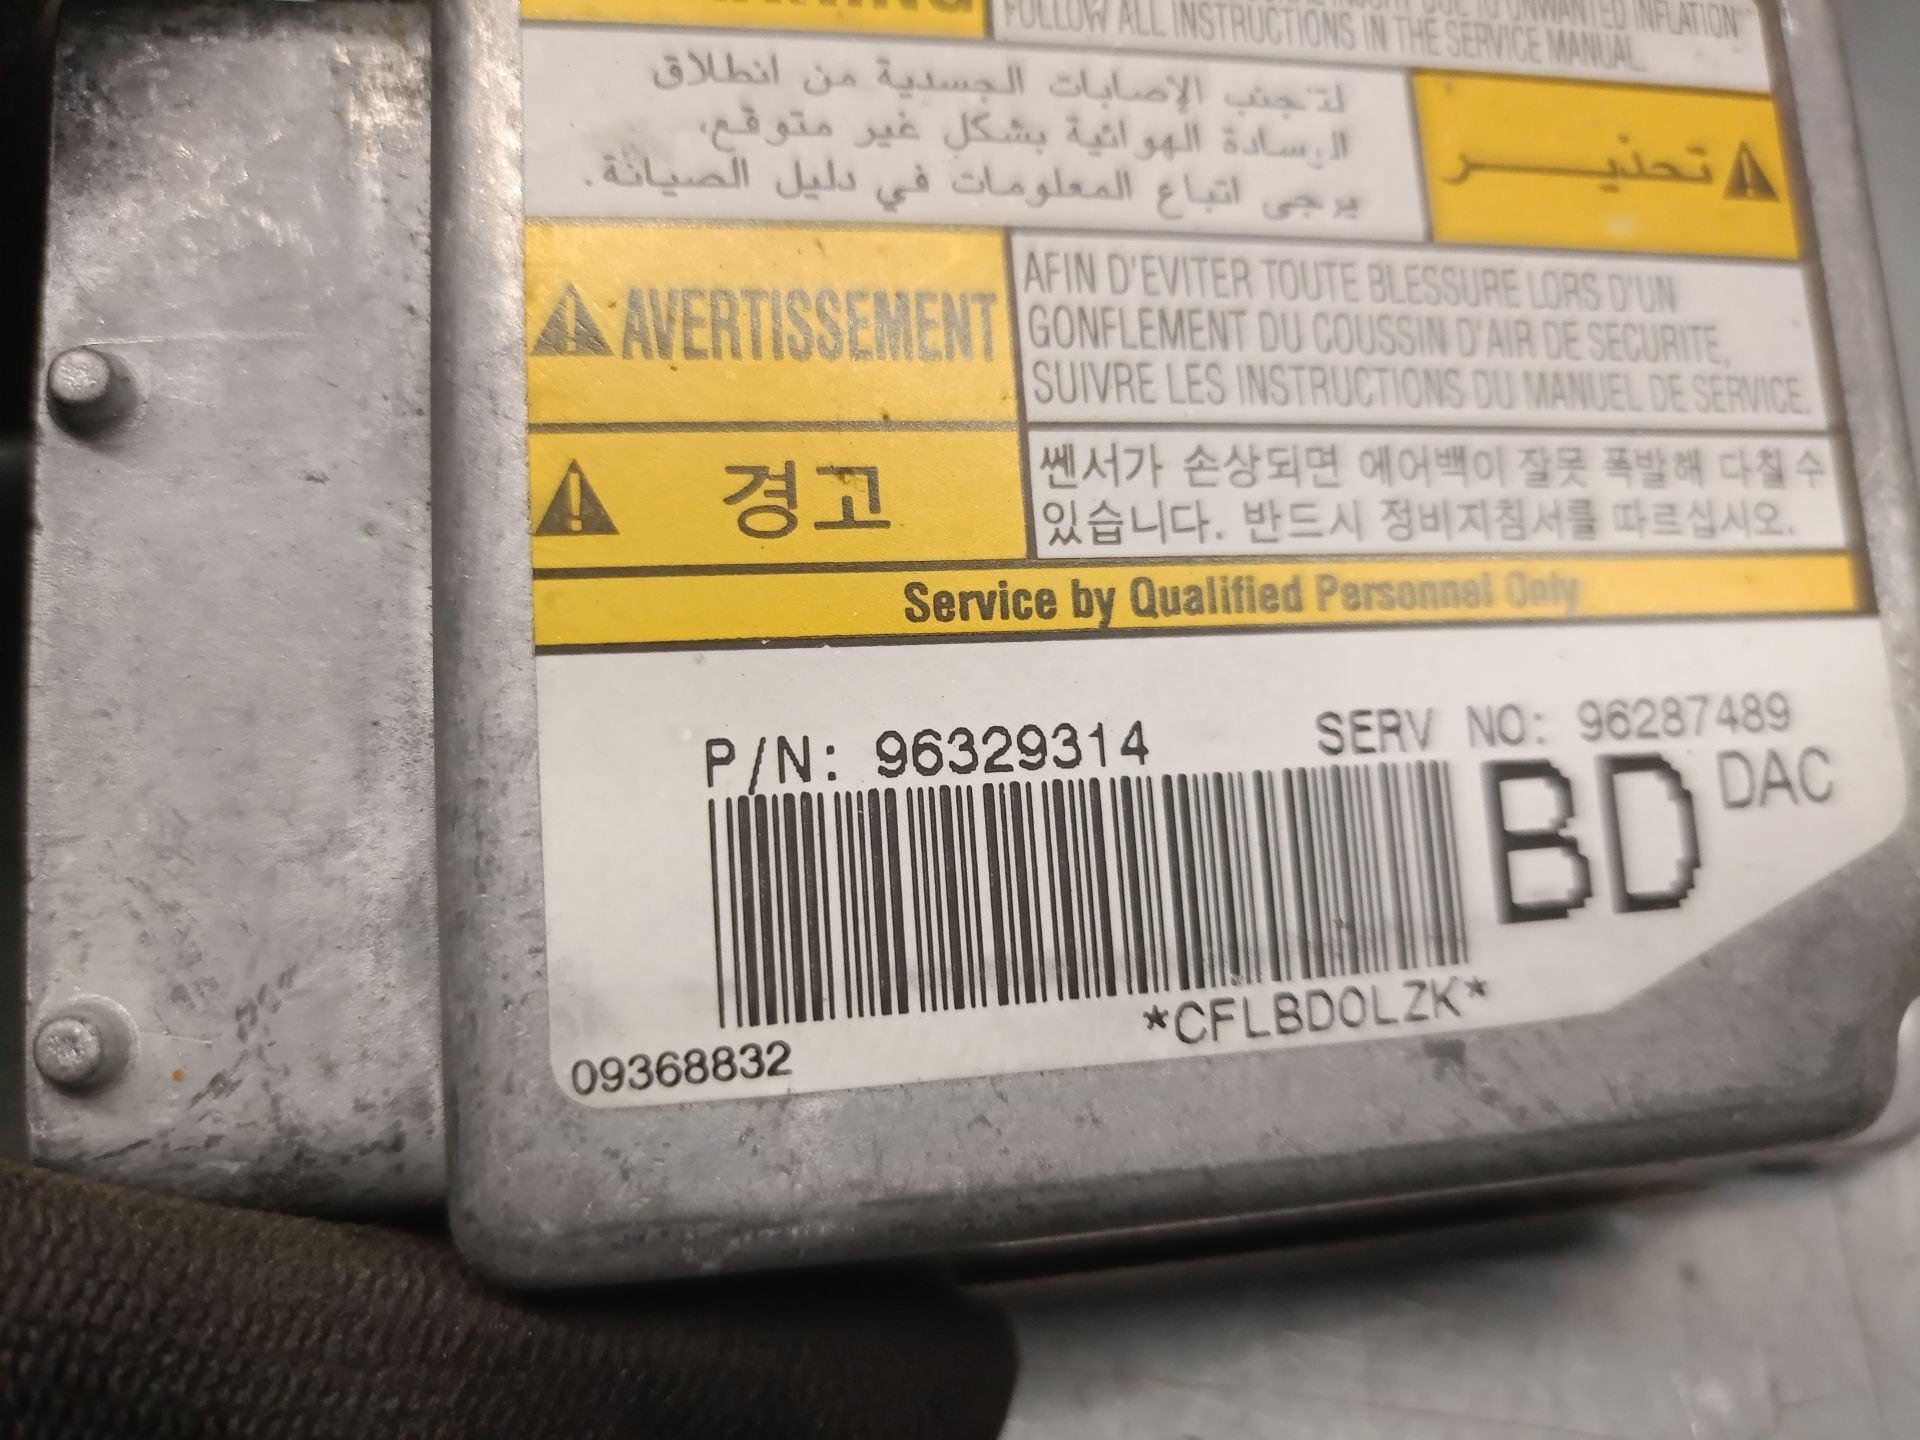 FOLLOW ALL INSTRUCTIONS IN THE SERVICE MANUAL.
لتجنب الإصابات الجسدية من انطلاق
الوسادة الهوائية بشكل غير متوقع،
يرجى اتباع المعلومات في دليل الصيانة.
تحذيـــر
AVERTISSEMENT
AFIN D'EVITER TOUTE BLESSURE LORS D'UN
GONFLEMENT DU COUSSIN D'AIR DE SECURITE,
SUIVRE LES INSTRUCTIONS DU MANUEL DE SERVICE.
경고
쎈서가 손상되면 에어백이 잘못 폭발해 다칠 수
있습니다. 반드시 정비지침서를 따르십시오.
Service by Qualified Personnel Only
P/N: 96329314
SERV NO: 96287489
BD DAC
*CFLBD0LZK*
09368832